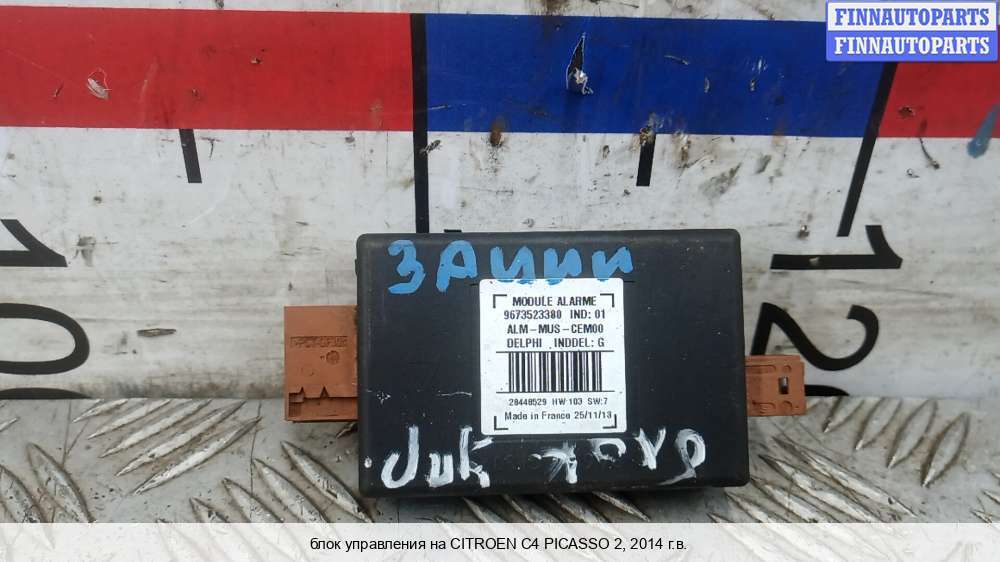 FINNAUTOPARTS
FINNAUTOPARTS
MODULE ALARME
9673523380 IND: 01
ALM-MUS-CEM00
DELPHI INDDEL: G
28448529 HW:103 SW:7
Made in France 25/11/13
блок управления на CITROEN C4 PICASSO 2, 2014 г.в.